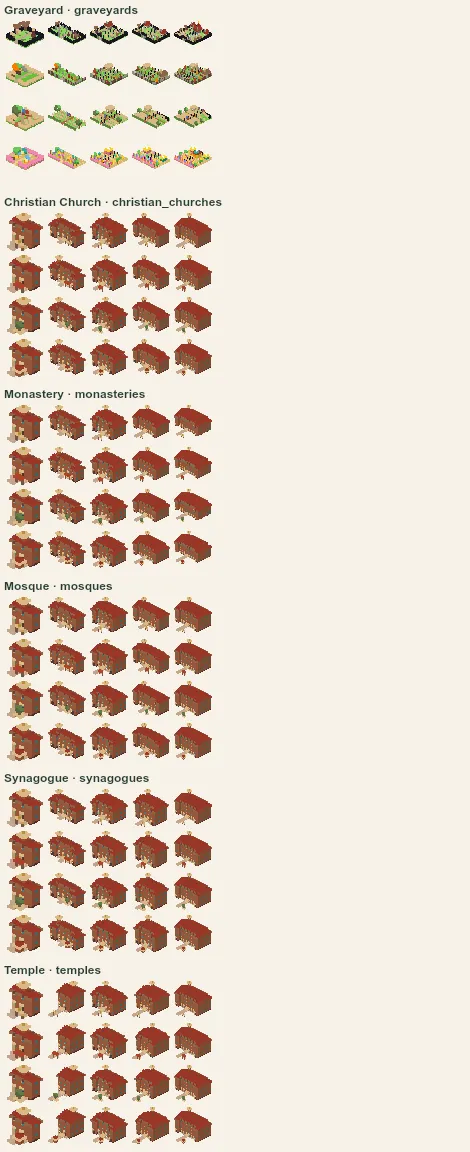 Graveyard · graveyards
Christian Church · christian_churches
Monastery · monasteries
Mosque · mosques
Synagogue · synagogues
Temple · temples